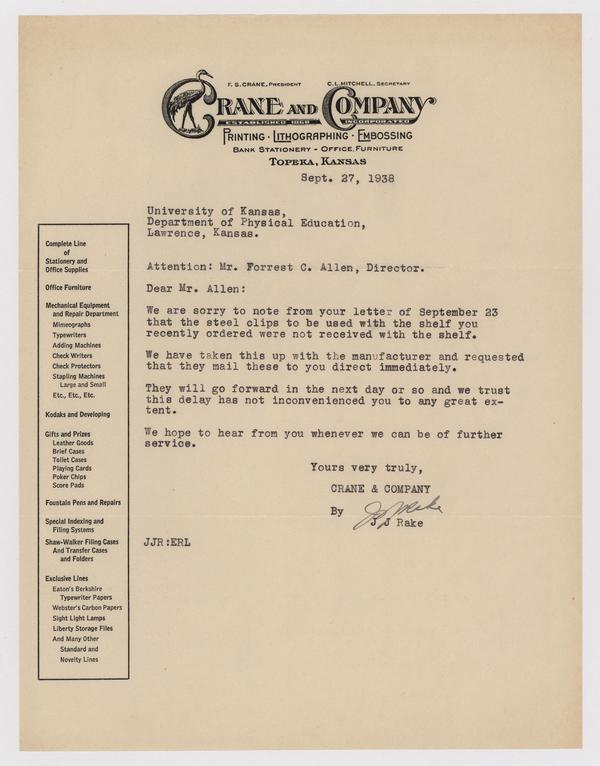 F. S. CRANE, PRESIDENT C. L. MITCHELL, SECRETARY
CRANE AND COMPANY
ESTABLISHED 1868 INCORPORATED
PRINTING · LITHOGRAPHING · EMBOSSING
BANK STATIONERY - OFFICE FURNITURE
TOPEKA, KANSAS
Sept. 27, 1938
University of Kansas,
Department of Physical Education,
Lawrence, Kansas.
Attention: Mr. Forrest C. Allen, Director.
Dear Mr. Allen:
We are sorry to note from your letter of September 23
that the steel clips to be used with the shelf you
recently ordered were not received with the shelf.
We have taken this up with the manufacturer and requested
that they mail these to you direct immediately.
They will go forward in the next day or so and we trust
this delay has not inconvenienced you to any great ex-
tent.
We hope to hear from you whenever we can be of further
service.
Yours very truly,
CRANE & COMPANY
By JJ Rake
J J Rake
JJR:ERL
Complete Line
of
Stationery and
Office Supplies
Office Furniture
Mechanical Equipment
and Repair Department
Mimeographs
Typewriters
Adding Machines
Check Writers
Check Protectors
Stapling Machines
Large and Small
Etc., Etc., Etc.
Kodaks and Developing
Gifts and Prizes
Leather Goods
Brief Cases
Toilet Cases
Playing Cards
Poker Chips
Score Pads
Fountain Pens and Repairs
Special Indexing and
Filing Systems
Shaw-Walker Filing Cases
And Transfer Cases
and Folders
Exclusive Lines
Eaton's Berkshire
Typewriter Papers
Webster's Carbon Papers
Sight Light Lamps
Liberty Storage Files
And Many Other
Standard and
Novelty Lines